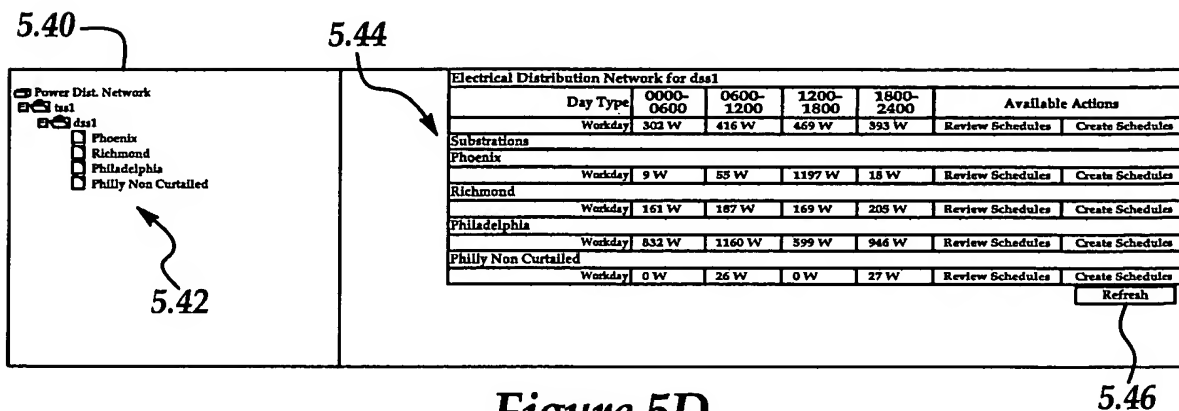 5.40
5.44
Power Dist. Network
tss1
dss1
Phoenix
Richmond
Philadelphia
Philly Non Curtailed
5.42
Electrical Distribution Network for dss1
Day Type 0000-0600 0600-1200 1200-1800 1800-2400 Available Actions
Workday 302 W 416 W 469 W 393 W Review Schedules Create Schedules
Substrations
Phoenix
Workday 9 W 55 W 1197 W 18 W Review Schedules Create Schedules
Richmond
Workday 161 W 187 W 169 W 205 W Review Schedules Create Schedules
Philadelphia
Workday 832 W 1160 W 599 W 946 W Review Schedules Create Schedules
Philly Non Curtailed
Workday 0 W 26 W 0 W 27 W Review Schedules Create Schedules
Refresh
5.46
Figure 5D